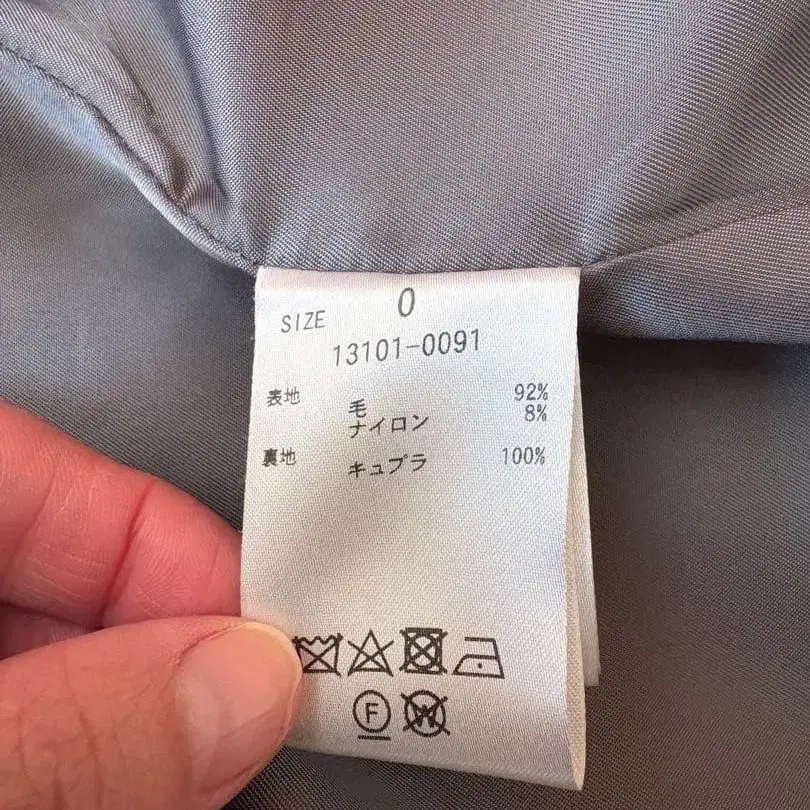 SIZE 0
13101-0091
表地 毛 92%
ナイロン 8%
裏地 キュプラ 100%
F
W